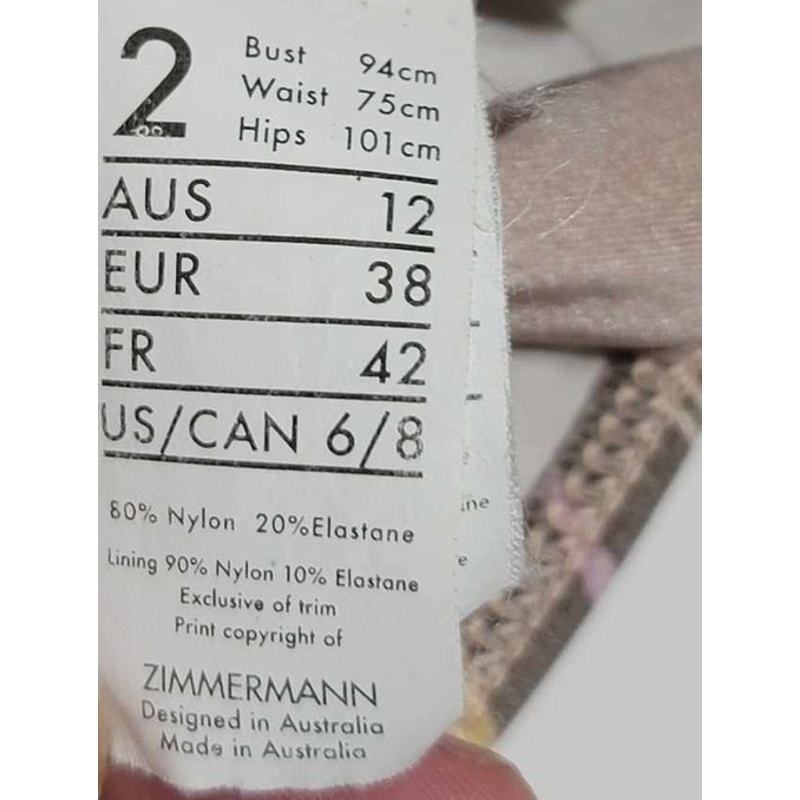 2
Bust 94cm
Waist 75cm
Hips 101cm
AUS 12
EUR 38
FR 42
US/CAN 6/8
80% Nylon 20%Elastane
Lining 90% Nylon 10% Elastane
Exclusive of trim
Print copyright of
ZIMMERMANN
Designed in Australia
Made in Australia